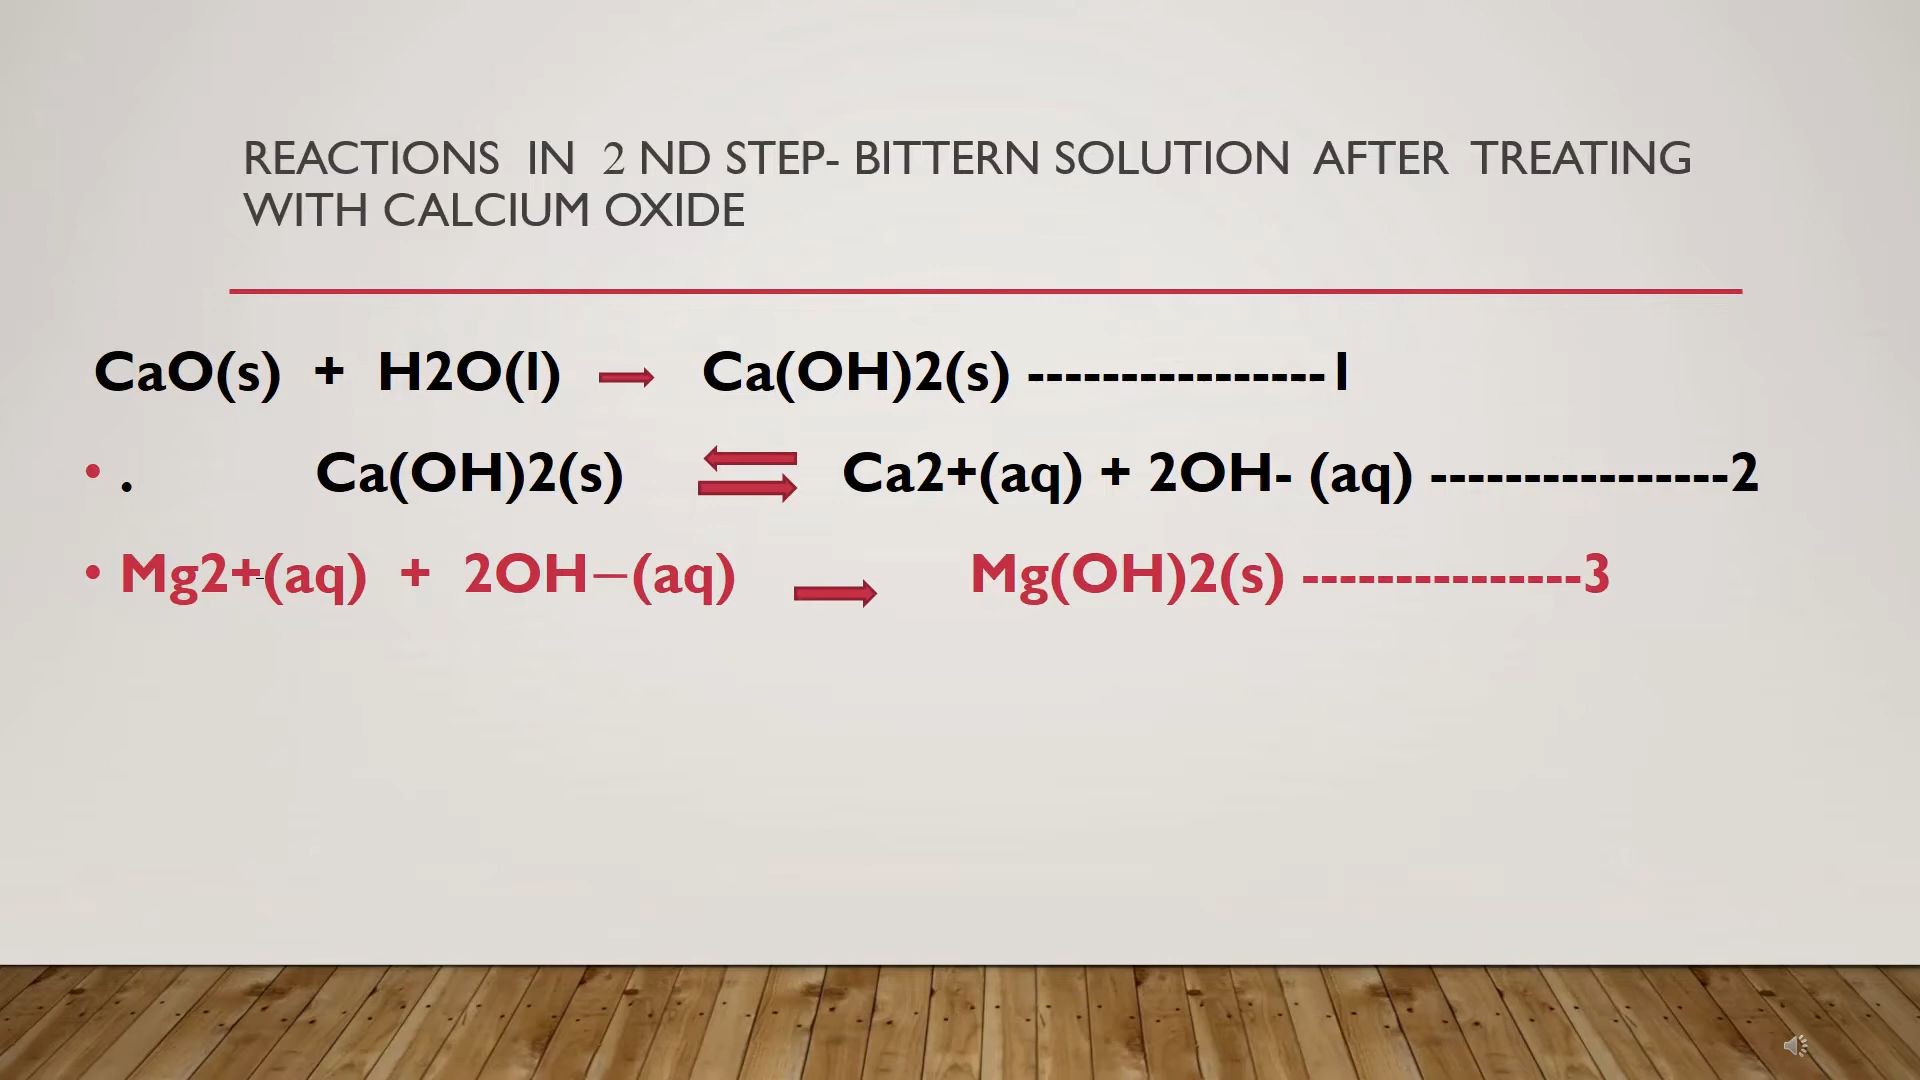 REACTIONS IN 2 ND STEP- BITTERN SOLUTION AFTER TREATING
WITH CALCIUM OXIDE
CaO(s) + H2O(l) → Ca(OH)2(s) ----------------1
• . Ca(OH)2(s) ⇌ Ca2+(aq) + 2OH- (aq) ----------------2
• Mg2+(aq) + 2OH−(aq) → Mg(OH)2(s) ---------------3